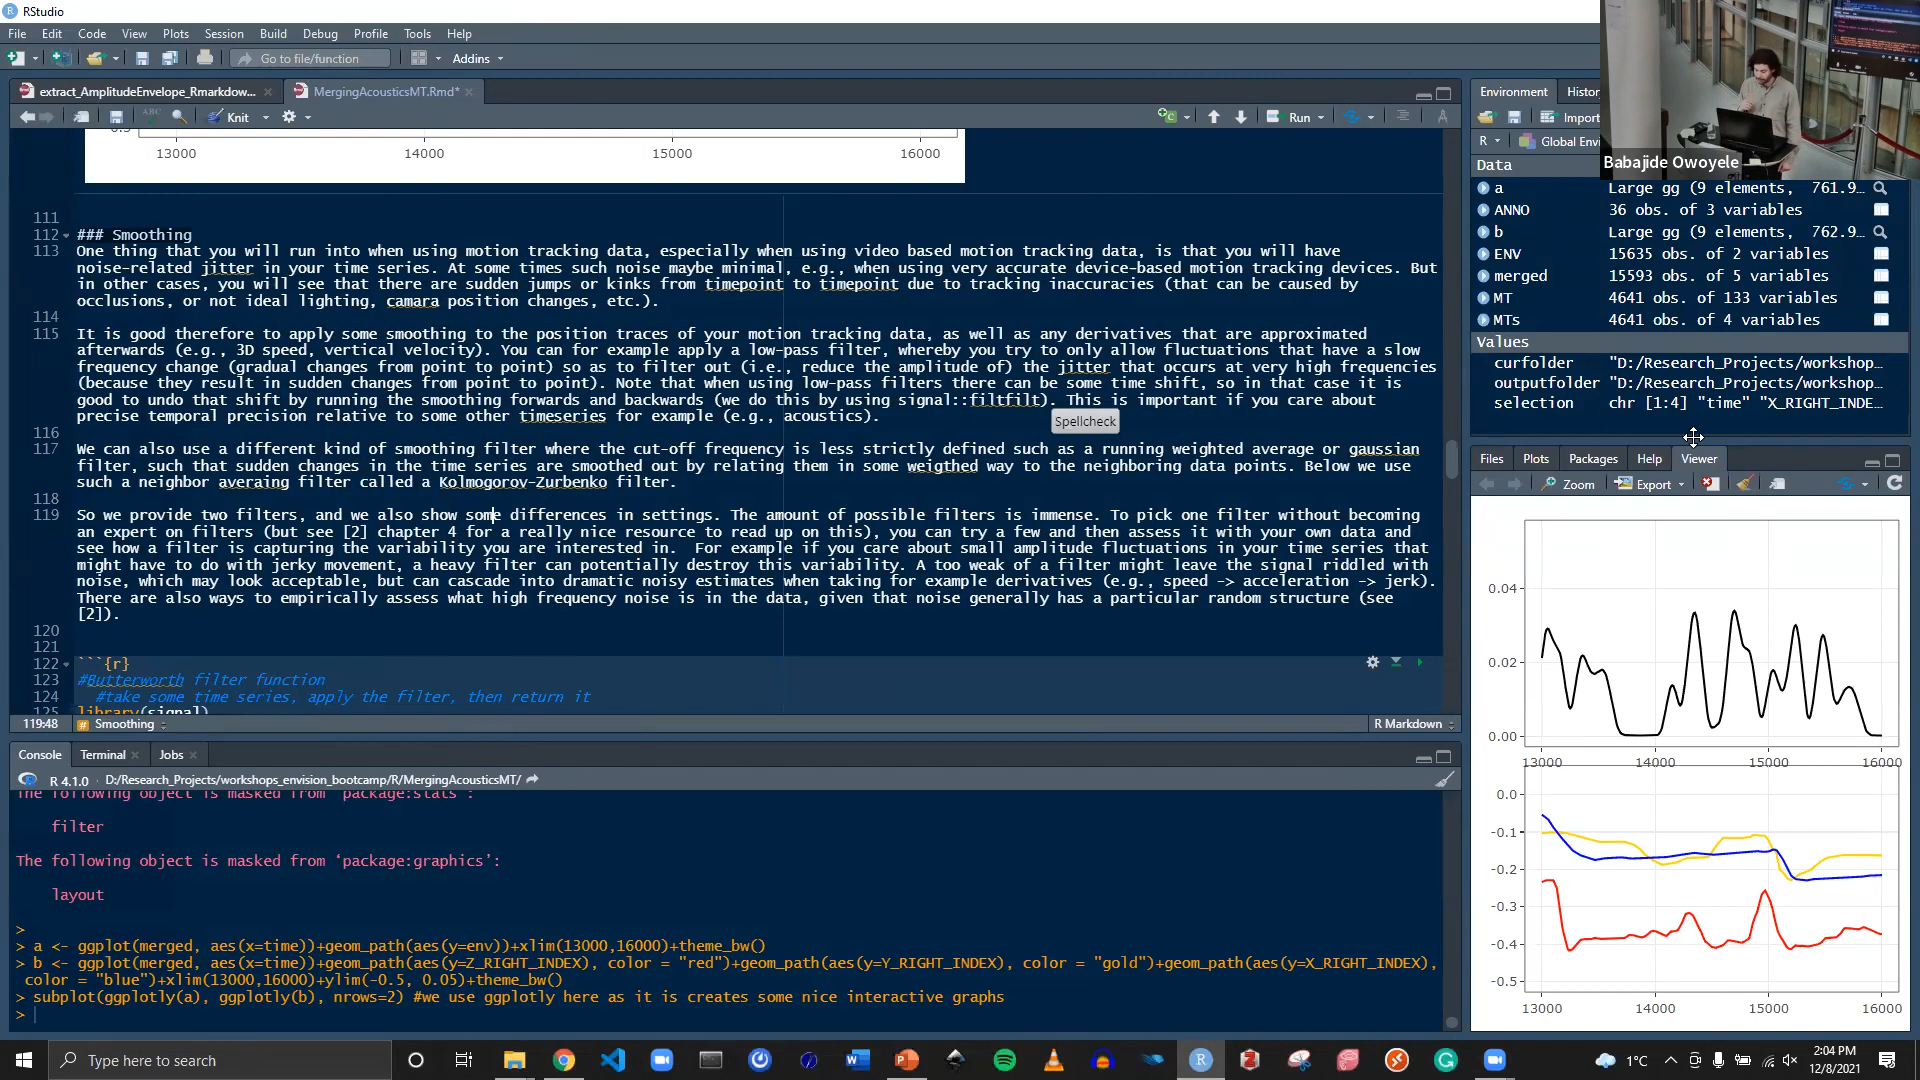 RStudio
File Edit Code View Plots Session Build Debug Profile Tools Help
Go to file/function Addins
extract_AmplitudeEnvelope_Rmarkdow... MergingAcousticsMT.Rmd*
ABC Knit Run
13000 14000 15000 16000
111
112 ### Smoothing
113 One thing that you will run into when using motion tracking data, especially when using video based motion tracking data, is that you will have
noise-related jitter in your time series. At some times such noise maybe minimal, e.g., when using very accurate device-based motion tracking devices. But
in other cases, you will see that there are sudden jumps or kinks from timepoint to timepoint due to tracking inaccuracies (that can be caused by
occlusions, or not ideal lighting, camara position changes, etc.).
114
115 It is good therefore to apply some smoothing to the position traces of your motion tracking data, as well as any derivatives that are approximated
afterwards (e.g., 3D speed, vertical velocity). You can for example apply a low-pass filter, whereby you try to only allow fluctuations that have a slow
frequency change (gradual changes from point to point) so as to filter out (i.e., reduce the amplitude of) the jitter that occurs at very high frequencies
(because they result in sudden changes from point to point). Note that when using low-pass filters there can be some time shift, so in that case it is
good to undo that shift by running the smoothing forwards and backwards (we do this by using signal::filtfilt). This is important if you care about
precise temporal precision relative to some other timeseries for example (e.g., acoustics).
Spellcheck
116
117 We can also use a different kind of smoothing filter where the cut-off frequency is less strictly defined such as a running weighted average or gaussian
filter, such that sudden changes in the time series are smoothed out by relating them in some weigthed way to the neighboring data points. Below we use
such a neighbor averaing filter called a Kolmogorov-Zurbenko filter.
118
119 So we provide two filters, and we also show some differences in settings. The amount of possible filters is immense. To pick one filter without becoming
an expert on filters (but see [2] chapter 4 for a really nice resource to read up on this), you can try a few and then assess it with your own data and
see how a filter is capturing the variability you are interested in.  For example if you care about small amplitude fluctuations in your time series that
might have to do with jerky movement, a heavy filter can potentially destroy this variability. A too weak of a filter might leave the signal riddled with
noise, which may look acceptable, but can cascade into dramatic noisy estimates when taking for example derivatives (e.g., speed -> acceleration -> jerk).
There are also ways to empirically assess what high frequency noise is in the data, given that noise generally has a particular random structure (see
[2]).
120
121
122 ```{r}
123 #Butterworth filter function
124 #take some time series, apply the filter, then return it
125 library(signal)
119:48 # Smoothing R Markdown
Console Terminal Jobs
R 4.1.0 · D:/Research_Projects/workshops_envision_bootcamp/R/MergingAcousticsMT/
The following object is masked from ‘package:stats’:
filter
The following object is masked from ‘package:graphics’:
layout
>
> a <- ggplot(merged, aes(x=time))+geom_path(aes(y=env))+xlim(13000,16000)+theme_bw()
> b <- ggplot(merged, aes(x=time))+geom_path(aes(y=Z_RIGHT_INDEX), color = "red")+geom_path(aes(y=Y_RIGHT_INDEX), color = "gold")+geom_path(aes(y=X_RIGHT_INDEX),
color = "blue")+xlim(13000,16000)+ylim(-0.5, 0.05)+theme_bw()
> subplot(ggplotly(a), ggplotly(b), nrows=2) #we use ggplotly here as it is creates some nice interactive graphs
>
Environment
Import
R Global Envi
Babajide Owoyele
Data
a Large gg (9 elements, 761.9…
ANNO 36 obs. of 3 variables
b Large gg (9 elements, 762.9…
ENV 15635 obs. of 2 variables
merged 15593 obs. of 5 variables
MT 4641 obs. of 133 variables
MTs 4641 obs. of 4 variables
Values
curfolder "D:/Research_Projects/workshop…
outputfolder "D:/Research_Projects/workshop…
selection chr [1:4] "time" "X_RIGHT_INDE…
Files Plots Packages Help Viewer
Zoom Export
0.04
0.02
0.00
13000 14000 15000 16000
0.0
-0.1
-0.2
-0.3
-0.4
-0.5
13000 14000 15000 16000
Type here to search
1°C
2:04 PM
12/8/2021